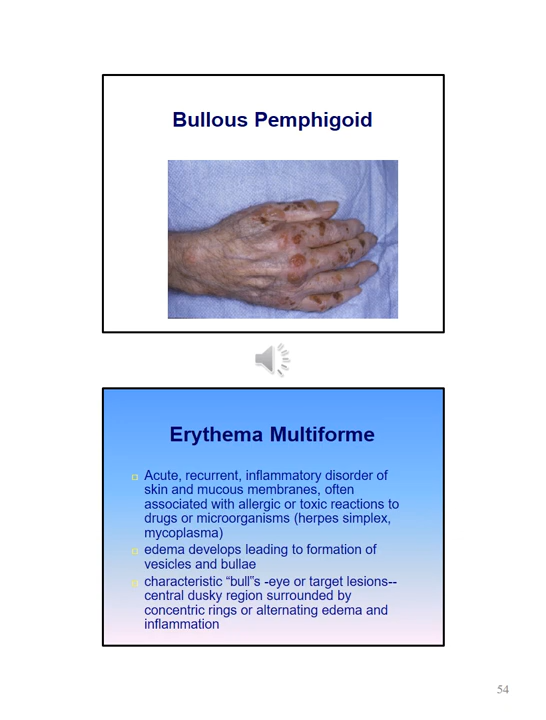 Bullous Pemphigoid
Erythema Multiforme
Acute, recurrent, inflammatory disorder of
skin and mucous membranes, often
associated with allergic or toxic reactions to
drugs or microorganisms (herpes simplex,
mycoplasma)
edema develops leading to formation of
vesicles and bullae
characteristic “bull”s -eye or target lesions--
central dusky region surrounded by
concentric rings or alternating edema and
inflammation
54